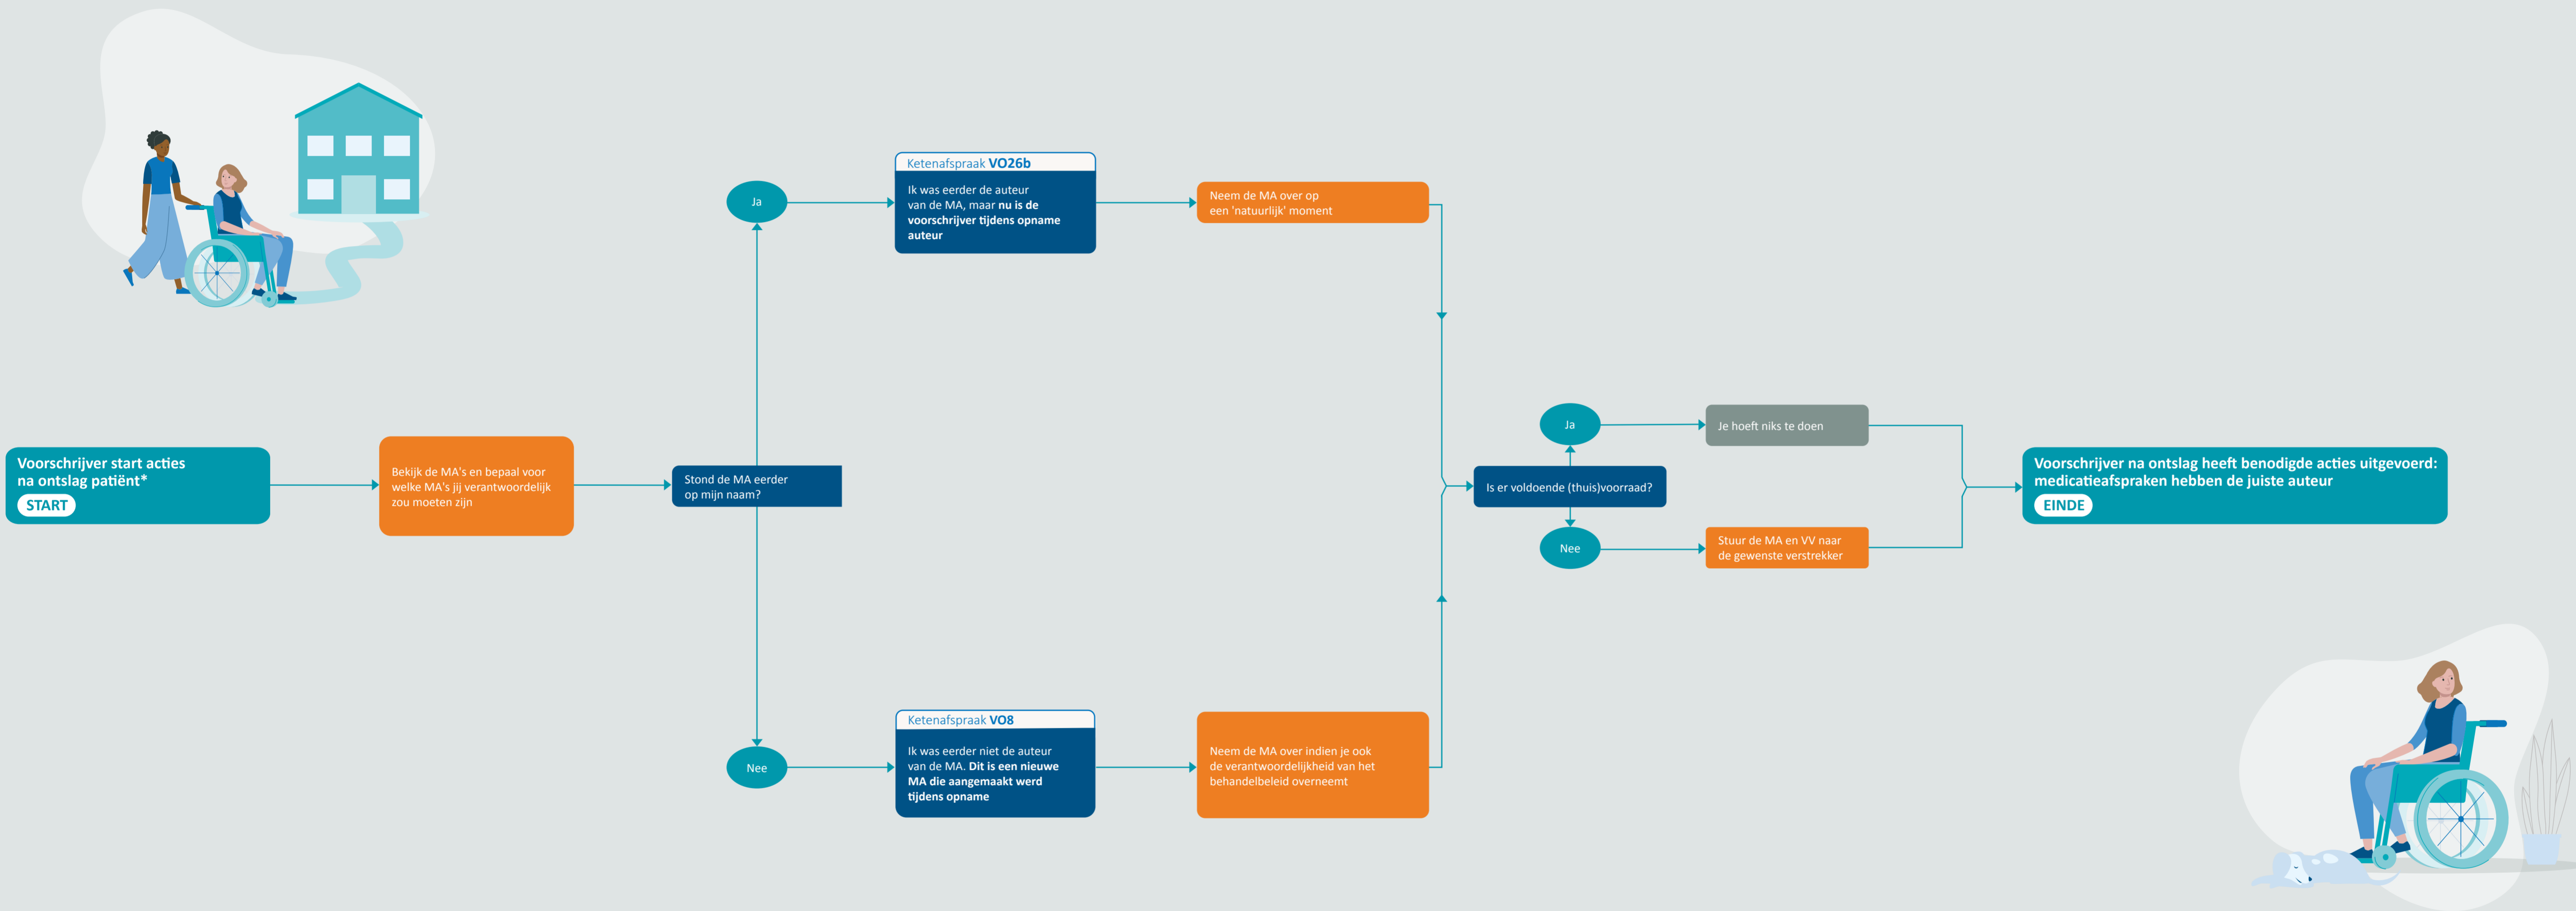 Voorschrijver start acties
na ontslag patiënt*
START
Bekijk de MA's en bepaal voor
welke MA's jij verantwoordelijk
zou moeten zijn
Stond de MA eerder
op mijn naam?
Ja
Ketenafspraak VO26b
Ik was eerder de auteur
van de MA, maar nu is de
voorschrijver tijdens opname
auteur
Neem de MA over op
een 'natuurlijk' moment
Nee
Ketenafspraak VO8
Ik was eerder niet de auteur
van de MA. Dit is een nieuwe
MA die aangemaakt werd
tijdens opname
Neem de MA over indien je ook
de verantwoordelijkheid van het
behandelbeleid overneemt
Is er voldoende (thuis)voorraad?
Ja
Je hoeft niks te doen
Nee
Stuur de MA en VV naar
de gewenste verstrekker
Voorschrijver na ontslag heeft benodigde acties uitgevoerd:
medicatieafspraken hebben de juiste auteur
EINDE